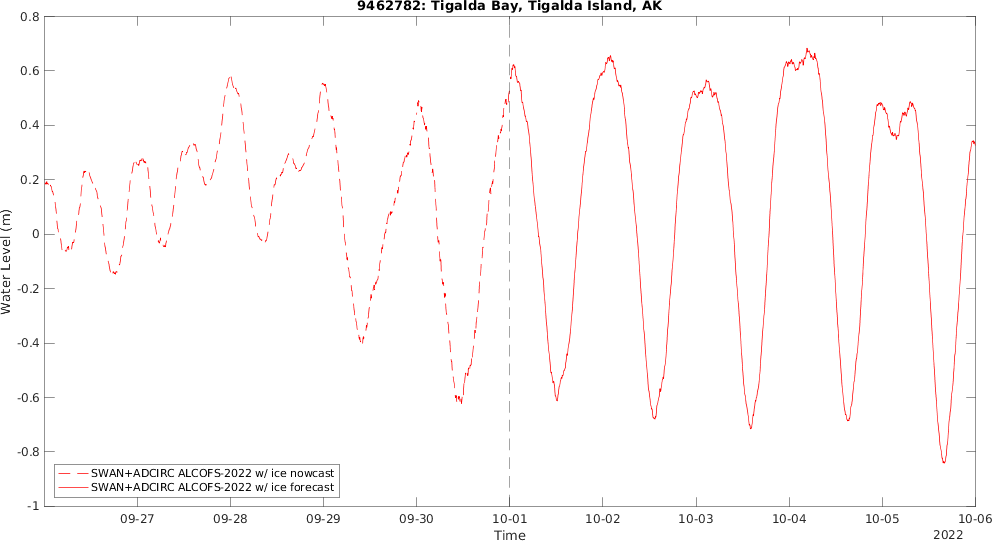 9462782: Tigalda Bay, Tigalda Island, AK
0.8
0.6
0.4
0.2
0
-0.2
-0.4
-0.6
-0.8
-1
Water Level (m)
SWAN+ADCIRC ALCOFS-2022 w/ ice nowcast
SWAN+ADCIRC ALCOFS-2022 w/ ice forecast
09-27 09-28 09-29 09-30 10-01 10-02 10-03 10-04 10-05 10-06
Time
2022